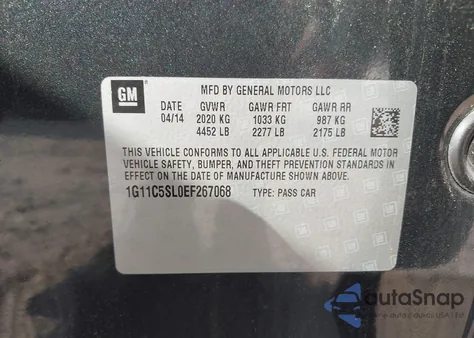 GM
MFD BY GENERAL MOTORS LLC
DATE GVWR GAWR FRT GAWR RR
04/14 2020 KG 1033 KG 987 KG
4452 LB 2277 LB 2175 LB
THIS VEHICLE CONFORMS TO ALL APPLICABLE U.S. FEDERAL MOTOR
VEHICLE SAFETY, BUMPER, AND THEFT PREVENTION STANDARDS IN
EFFECT ON THE DATE OF MANUFACTURE SHOWN ABOVE.
1G11C5SL0EF267068 TYPE: PASS CAR
autaSnap